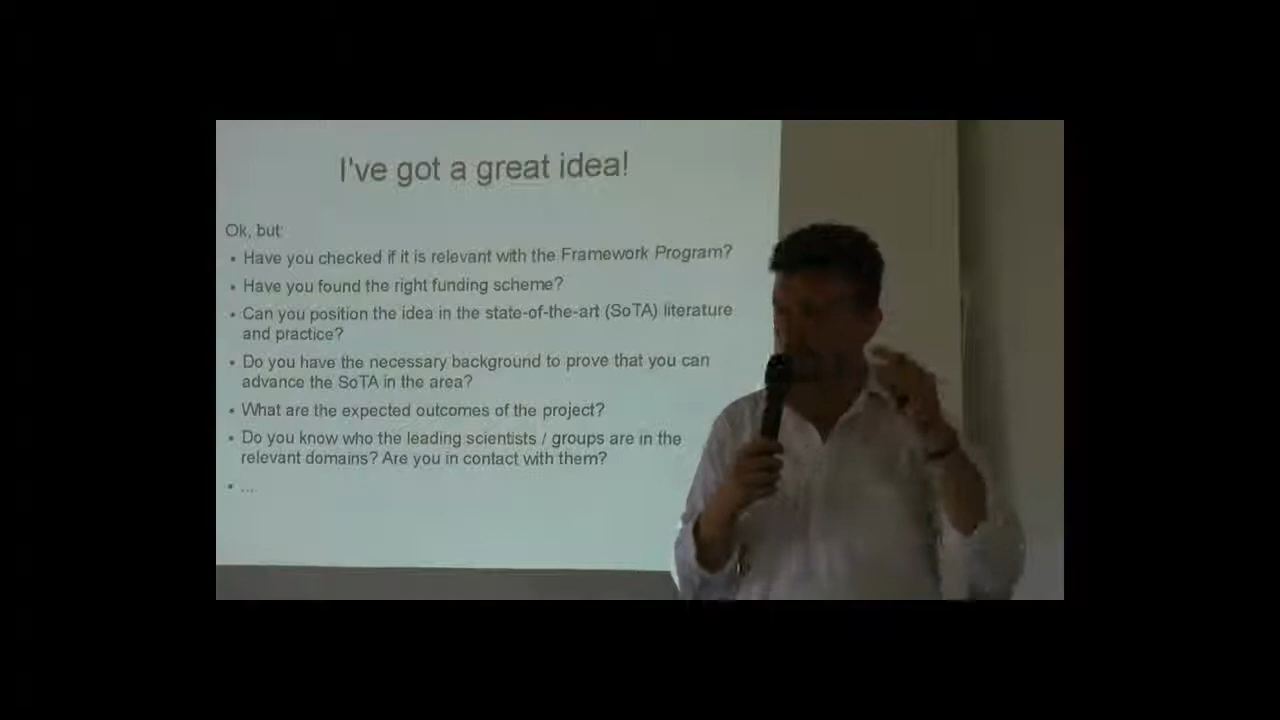 I've got a great idea!
Ok, but:
• Have you checked if it is relevant with the Framework Program?
• Have you found the right funding scheme?
• Can you position the idea in the state-of-the-art (SoTA) literature
and practice?
• Do you have the necessary background to prove that you can
advance the SoTA in the area?
• What are the expected outcomes of the project?
• Do you know who the leading scientists / groups are in the
relevant domains? Are you in contact with them?
• ...